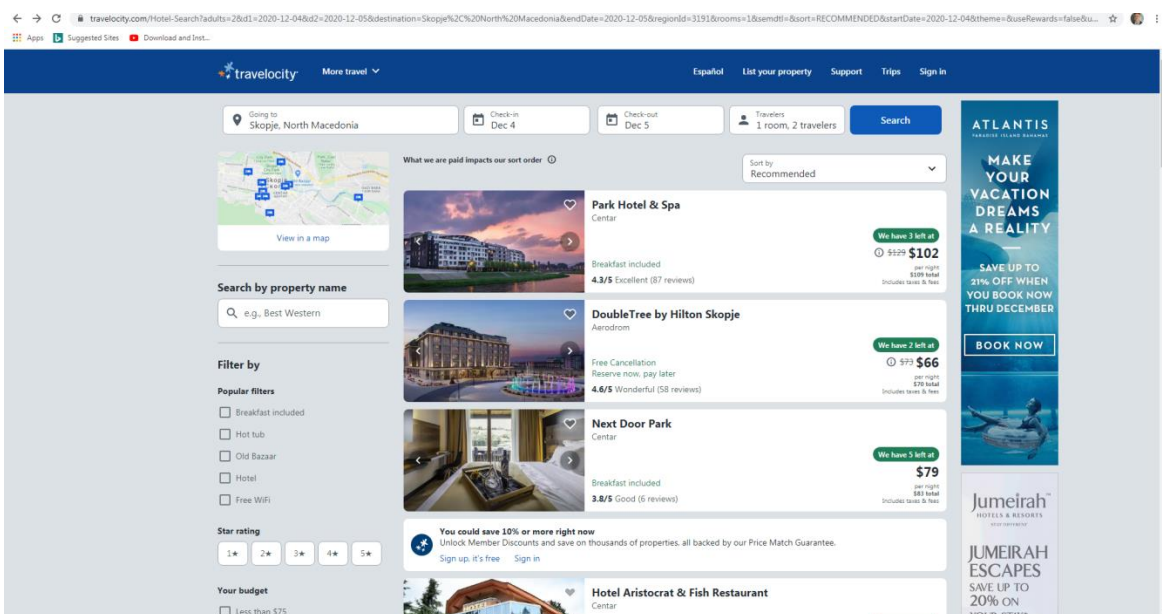 travelocity.com/Hotel-Search?adults=2&d1=2020-12-04&d2=2020-12-05&destination=Skopje%2C%20North%20Macedonia&endDate=2020-12-05&regionId=3191&rooms=1&semdtl=&sort=RECOMMENDED&startDate=2020-12-04&theme=&useRewards=false&u...
Apps Suggested Sites Download and Inst...
travelocity More travel Español List your property Support Trips Sign in
Going to
Skopje, North Macedonia
Check-in
Dec 4
Check-out
Dec 5
Travelers
1 room, 2 travelers
Search
View in a map
Search by property name
e.g., Best Western
Filter by
Popular filters
Breakfast included
Hot tub
Old Bazaar
Hotel
Free WiFi
Star rating
1★ 2★ 3★ 4★ 5★
Your budget
Less than $75
What we are paid impacts our sort order
Sort by
Recommended
Park Hotel & Spa
Centar
We have 3 left at
$129 $102
per night
$109 total
Includes taxes & fees
Breakfast included
4.3/5 Excellent (87 reviews)
DoubleTree by Hilton Skopje
Aerodrom
We have 2 left at
$73 $66
per night
$70 total
Includes taxes & fees
Free Cancellation
Reserve now, pay later
4.6/5 Wonderful (58 reviews)
Next Door Park
Centar
We have 5 left at
$79
per night
$83 total
Includes taxes & fees
Breakfast included
3.8/5 Good (6 reviews)
You could save 10% or more right now
Unlock Member Discounts and save on thousands of properties, all backed by our Price Match Guarantee.
Sign up, it's free Sign in
Hotel Aristocrat & Fish Restaurant
Centar
ATLANTIS
PARADISE ISLAND BAHAMAS
MAKE
YOUR
VACATION
DREAMS
A REALITY
SAVE UP TO
21% OFF WHEN
YOU BOOK NOW
THRU DECEMBER
BOOK NOW
Jumeirah
HOTELS & RESORTS
STAY DIFFERENT
JUMEIRAH
ESCAPES
SAVE UP TO
20% ON